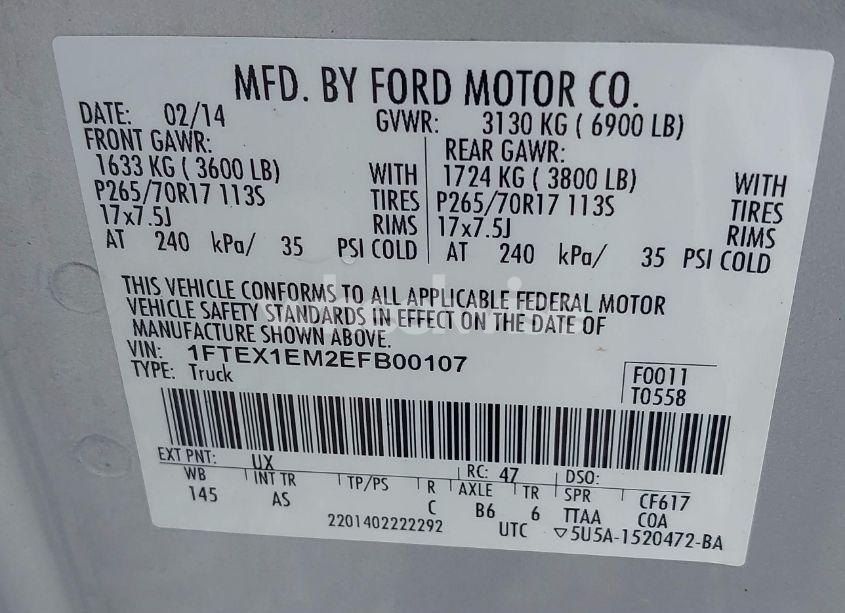 MFD. BY FORD MOTOR CO.
DATE: 02/14 GVWR: 3130 KG ( 6900 LB)
FRONT GAWR: REAR GAWR:
1633 KG ( 3600 LB) WITH 1724 KG ( 3800 LB) WITH
P265/70R17 113S TIRES P265/70R17 113S TIRES
17x7.5J RIMS 17x7.5J RIMS
AT 240 kPa/ 35 PSI COLD AT 240 kPa/ 35 PSI COLD
THIS VEHICLE CONFORMS TO ALL APPLICABLE FEDERAL MOTOR
VEHICLE SAFETY STANDARDS IN EFFECT ON THE DATE OF
MANUFACTURE SHOWN ABOVE.
VIN: 1FTEX1EM2EFB00107
TYPE: Truck
F0011
T0558
EXT PNT: UX RC: 47 DSO:
WB INT TR TP/PS R AXLE TR SPR CF617
145 AS C B6 6 TTAA COA
2201402222292 UTC ▽5U5A-1520472-BA